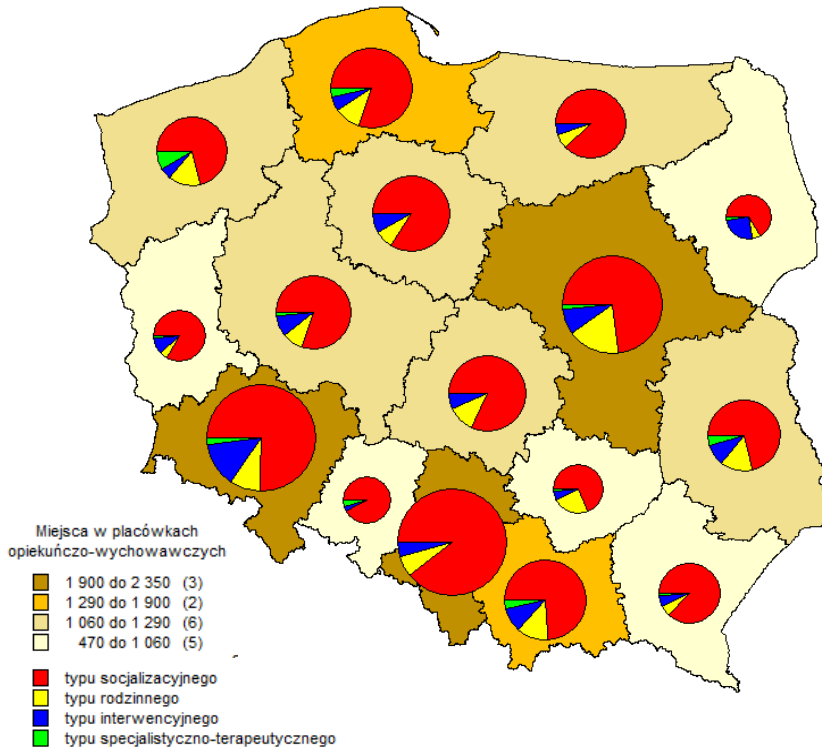 Miejsca w placówkach
opiekuńczo-wychowawczych
1 900 do 2 350 (3)
1 290 do 1 900 (2)
1 060 do 1 290 (6)
470 do 1 060 (5)
typu socjalizacyjnego
typu rodzinnego
typu interwencyjnego
typu specjalistyczno-terapeutycznego